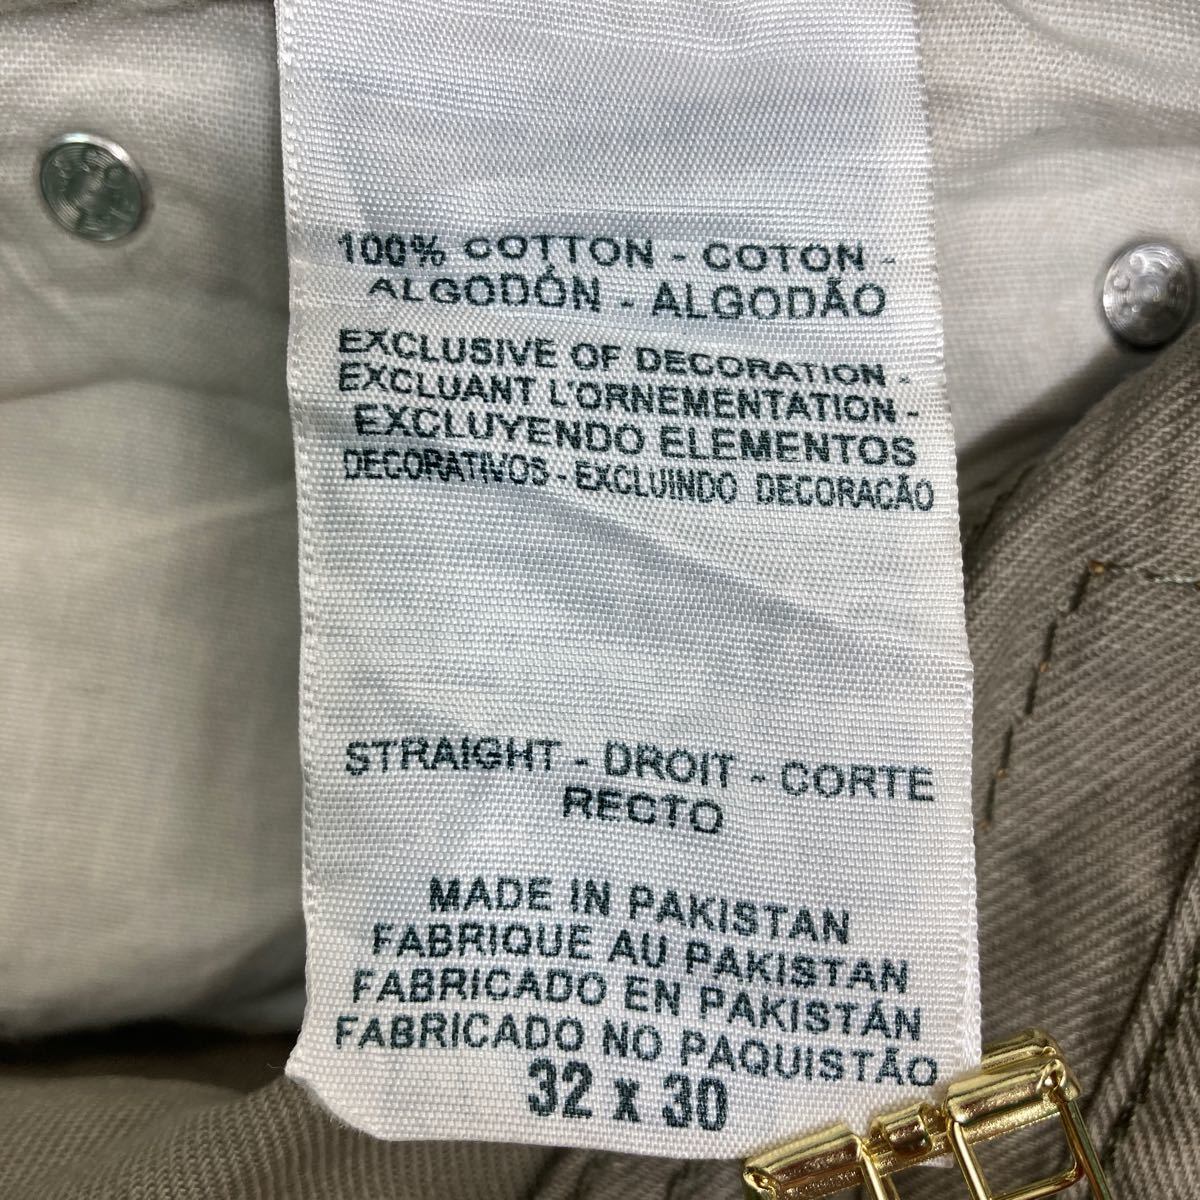 100% COTTON - COTON -
ALGODÓN - ALGODÃO
EXCLUSIVE OF DECORATION -
EXCLUANT L'ORNEMENTATION -
EXCLUYENDO ELEMENTOS
DECORATIVOS - EXCLUINDO DECORAÇÃO
STRAIGHT - DROIT - CORTE
RECTO
MADE IN PAKISTAN
FABRIQUE AU PAKISTAN
FABRICADO EN PAKISTÁN
FABRICADO NO PAQUISTÃO
32 x 30